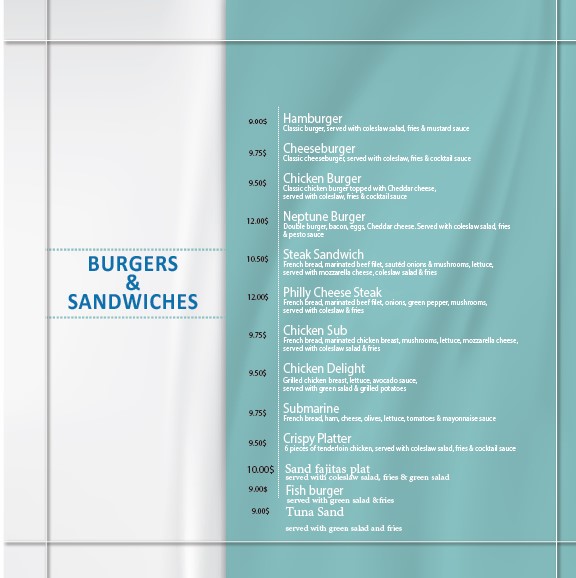 BURGERS
&
SANDWICHES
9.00$ Hamburger
Classic burger, served with coleslaw salad, fries & mustard sauce
9.75$ Cheeseburger
Classic cheeseburger, served with coleslaw, fries & cocktail sauce
9.50$ Chicken Burger
Classic chicken burger topped with Cheddar cheese,
served with coleslaw, fries & cocktail sauce
12.00$ Neptune Burger
Double burger, bacon, eggs, Cheddar cheese. Served with coleslaw salad, fries
& pesto sauce
10.50$ Steak Sandwich
French bread, marinated beef filet, sautéd onions & mushrooms, lettuce,
served with mozzarella cheese, coleslaw salad & fries
12.00$ Philly Cheese Steak
French bread, marinated beef filet, onions, green pepper, mushrooms,
served with coleslaw & fries
9.75$ Chicken Sub
French bread, marinated chicken breast, mushrooms, lettuce, mozzarella cheese,
served with coleslaw salad & fries
9.50$ Chicken Delight
Grilled chicken breast, lettuce, avocado sauce,
served with green salad & grilled potatoes
9.75$ Submarine
French bread, ham, cheese, olives, lettuce, tomatoes & mayonnaise sauce
9.50$ Crispy Platter
6 pieces of tenderloin chicken, served with coleslaw salad, fries & cocktail sauce
10.00$ Sand fajitas plat
served with coleslaw salad, fries & green salad
9.00$ Fish burger
served with green salad &fries
9.00$ Tuna Sand
served with green salad and fries